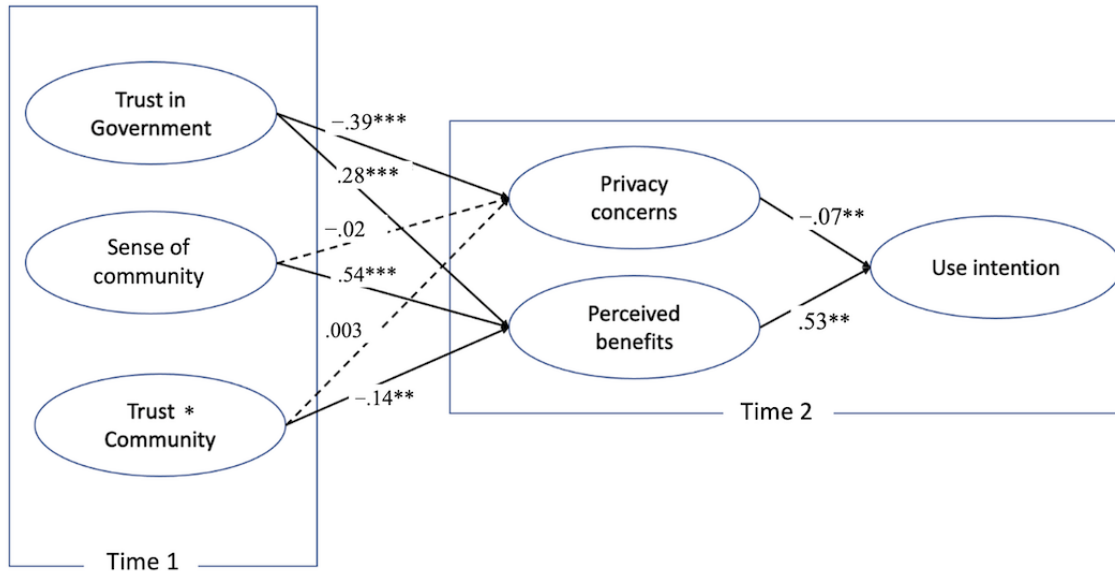 Trust in
Government
−.39***
.28***
Privacy
concerns
−.07**
Sense of
community
−.02
.54***
Use intention
Perceived
benefits
.53**
.003
Trust *
Community
−.14**
Time 2
Time 1